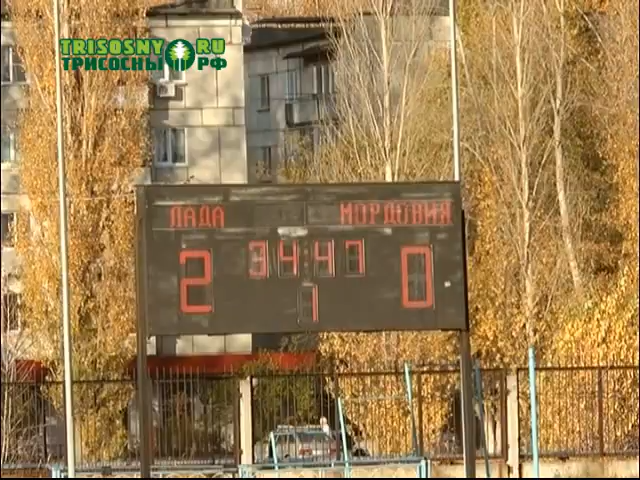 TRISOSNY.RU
ТРИСОСНЫ.РФ
ЛАДА МОРДОВИЯ
2 34:47 0
1